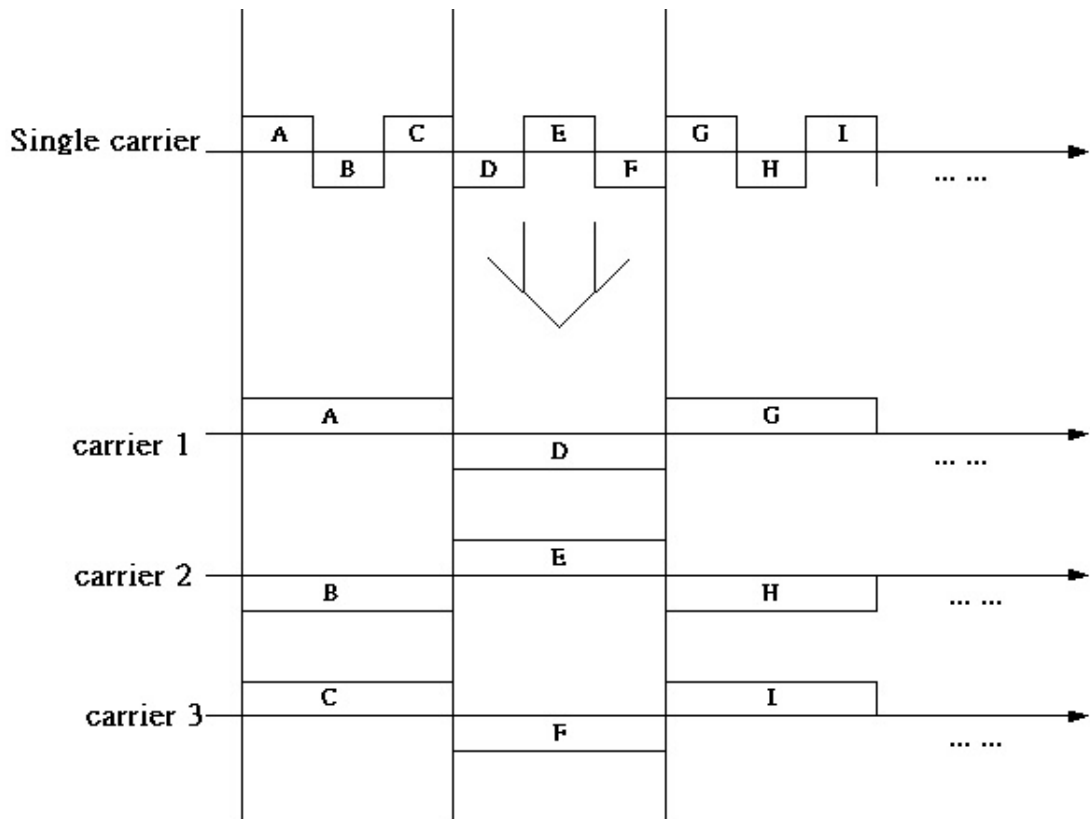 Single carrier
A B C D E F G H I
... ...
carrier 1
A D G
... ...
carrier 2
B E H
... ...
carrier 3
C F I
... ...